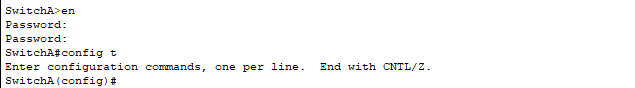 SwitchA>en
Password:
Password:
SwitchA#config t
Enter configuration commands, one per line.  End with CNTL/Z.
SwitchA(config)#